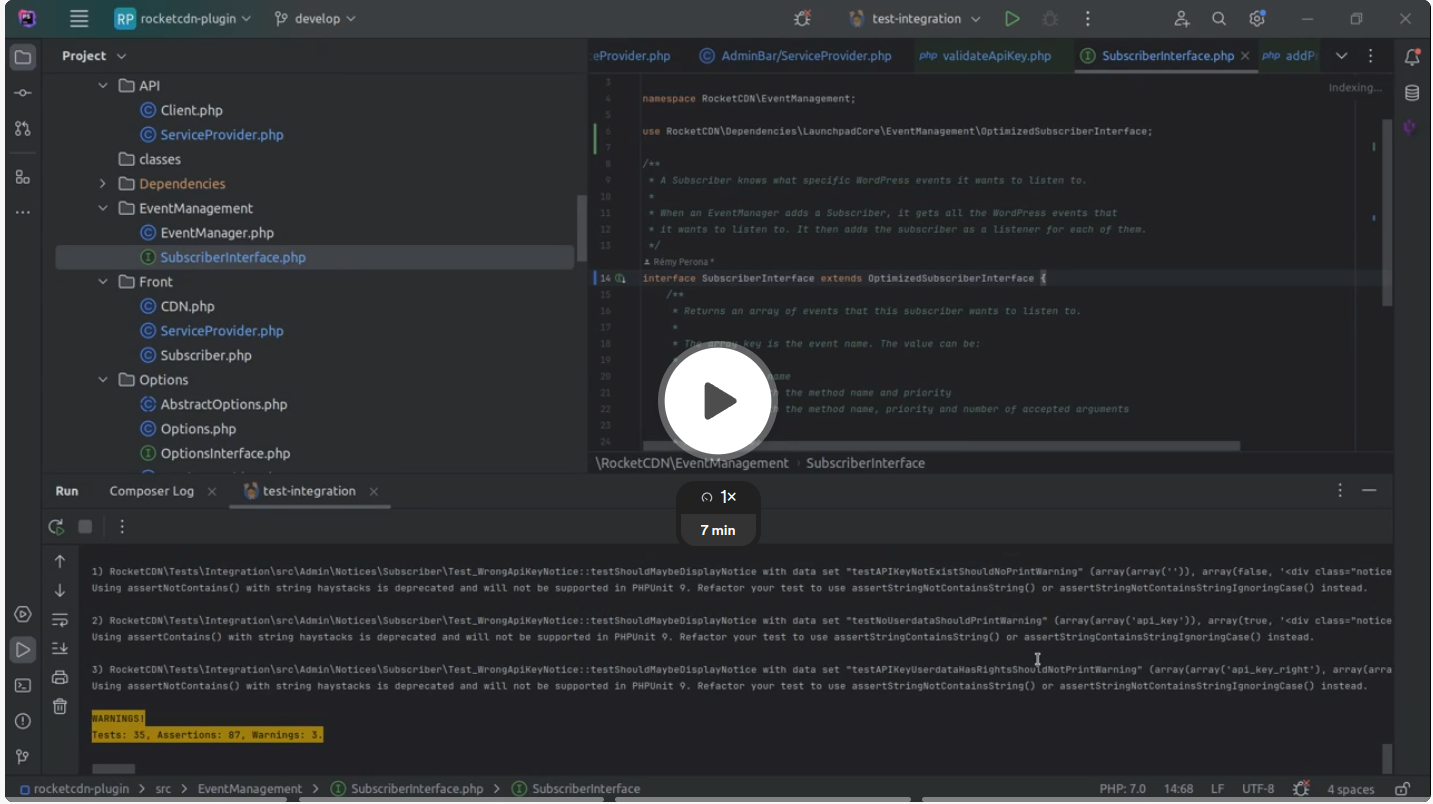 RP rocketcdn-plugin develop test-integration
Project
API
Client.php
ServiceProvider.php
classes
Dependencies
EventManagement
EventManager.php
SubscriberInterface.php
Front
CDN.php
ServiceProvider.php
Subscriber.php
Options
AbstractOptions.php
Options.php
OptionsInterface.php
eProvider.php AdminBar/ServiceProvider.php php validateApiKey.php SubscriberInterface.php php addP
Indexing...
3
4 namespace RocketCDN\EventManagement;
5
6 use RocketCDN\Dependencies\LaunchpadCore\EventManagement\OptimizedSubscriberInterface;
7
8 /**
9 * A Subscriber knows what specific WordPress events it wants to listen to.
10 *
11 * When an EventManager adds a Subscriber, it gets all the WordPress events that
12 * it wants to listen to. It then adds the subscriber as a listener for each of them.
13 */
Rémy Perona *
14 interface SubscriberInterface extends OptimizedSubscriberInterface {
15 /**
16 * Returns an array of events that this subscriber wants to listen to.
17 *
18 * The array key is the event name. The value can be:
19
20 name
21 the method name and priority
22 the method name, priority and number of accepted arguments
23
24
\RocketCDN\EventManagement › SubscriberInterface
1×
7 min
Run Composer Log test-integration
1) RocketCDN\Tests\Integration\src\Admin\Notices\Subscriber\Test_WrongApiKeyNotice::testShouldMaybeDisplayNotice with data set "testAPIKeyNotExistShouldNoPrintWarning" (array(array('')), array(false, '<div class="notice
Using assertNotContains() with string haystacks is deprecated and will not be supported in PHPUnit 9. Refactor your test to use assertStringNotContainsString() or assertStringNotContainsStringIgnoringCase() instead.
2) RocketCDN\Tests\Integration\src\Admin\Notices\Subscriber\Test_WrongApiKeyNotice::testShouldMaybeDisplayNotice with data set "testNoUserdataShouldPrintWarning" (array(array('api_key')), array(true, '<div class="notice
Using assertContains() with string haystacks is deprecated and will not be supported in PHPUnit 9. Refactor your test to use assertStringContainsString() or assertStringContainsStringIgnoringCase() instead.
3) RocketCDN\Tests\Integration\src\Admin\Notices\Subscriber\Test_WrongApiKeyNotice::testShouldMaybeDisplayNotice with data set "testAPIKeyUserdataHasRightsShouldNotPrintWarning" (array(array('api_key_right'), array(arra
Using assertNotContains() with string haystacks is deprecated and will not be supported in PHPUnit 9. Refactor your test to use assertStringNotContainsString() or assertStringNotContainsStringIgnoringCase() instead.
WARNINGS!
Tests: 35, Assertions: 87, Warnings: 3.
rocketcdn-plugin > src > EventManagement > SubscriberInterface.php > SubscriberInterface PHP: 7.0 14:68 LF UTF-8 4 spaces